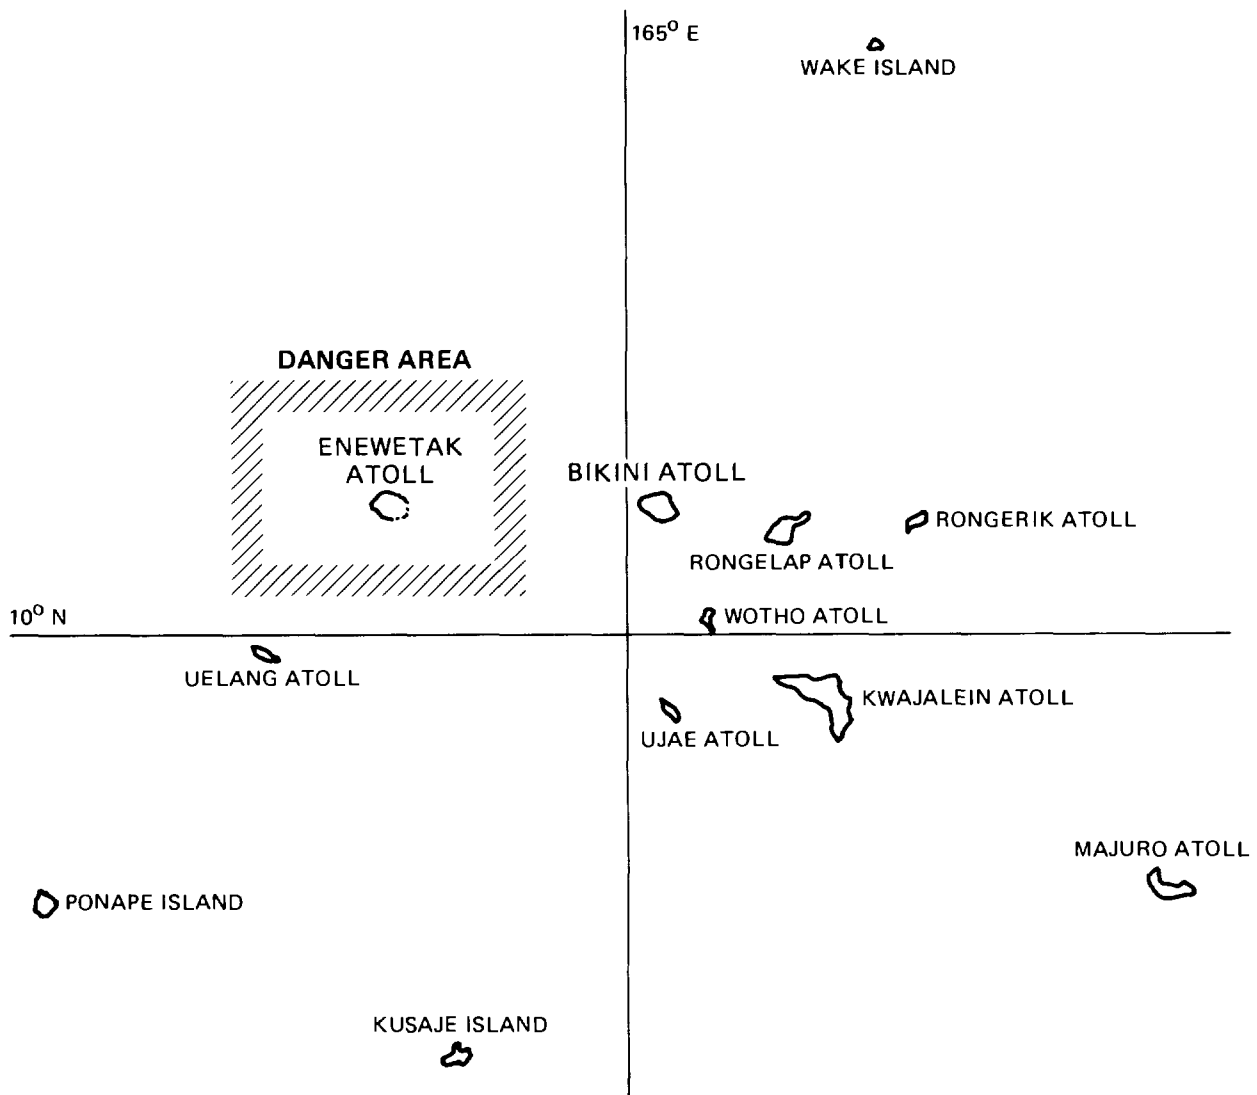 165° E
WAKE ISLAND
DANGER AREA
ENEWETAK
ATOLL
BIKINI ATOLL
RONGERIK ATOLL
RONGELAP ATOLL
10° N
WOTHO ATOLL
UELANG ATOLL
KWAJALEIN ATOLL
UJAE ATOLL
MAJURO ATOLL
PONAPE ISLAND
KUSAJE ISLAND